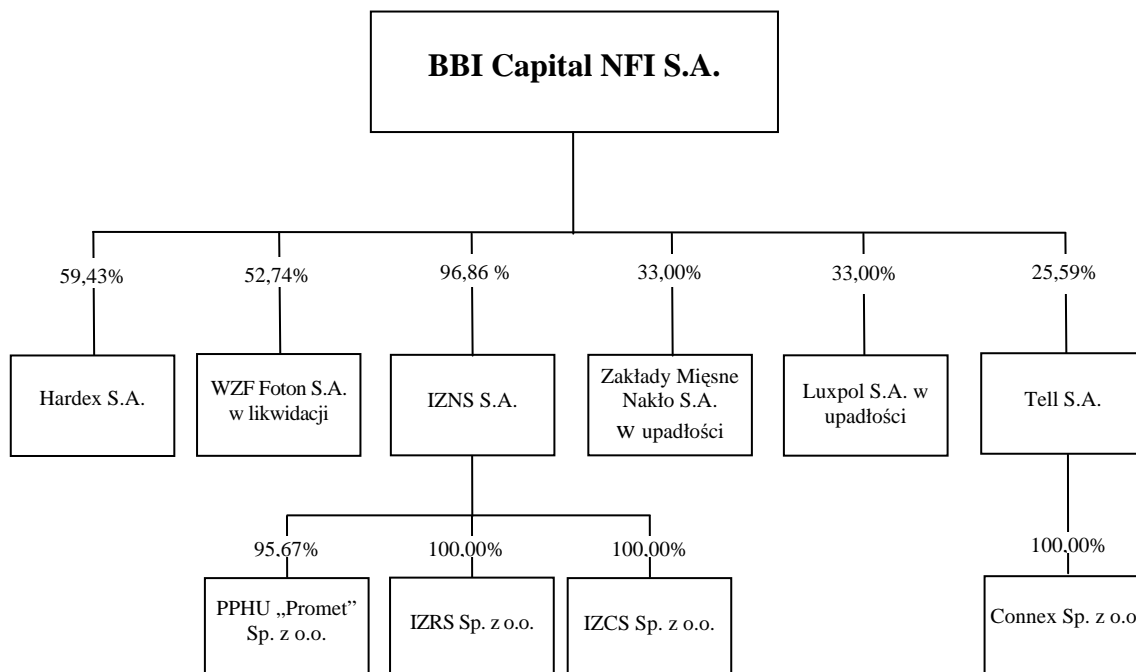 BBI Capital NFI S.A.
59,43%
52,74%
96,86 %
33,00%
33,00%
25,59%
Hardex S.A.
WZF Foton S.A.
w likwidacji
IZNS S.A.
Zakłady Mięsne
Nakło S.A.
w upadłości
Luxpol S.A. w
upadłości
Tell S.A.
95,67%
100,00%
100,00%
100,00%
PPHU „Promet”
Sp. z o.o.
IZRS Sp. z o.o.
IZCS Sp. z o.o.
Connex Sp. z o.o